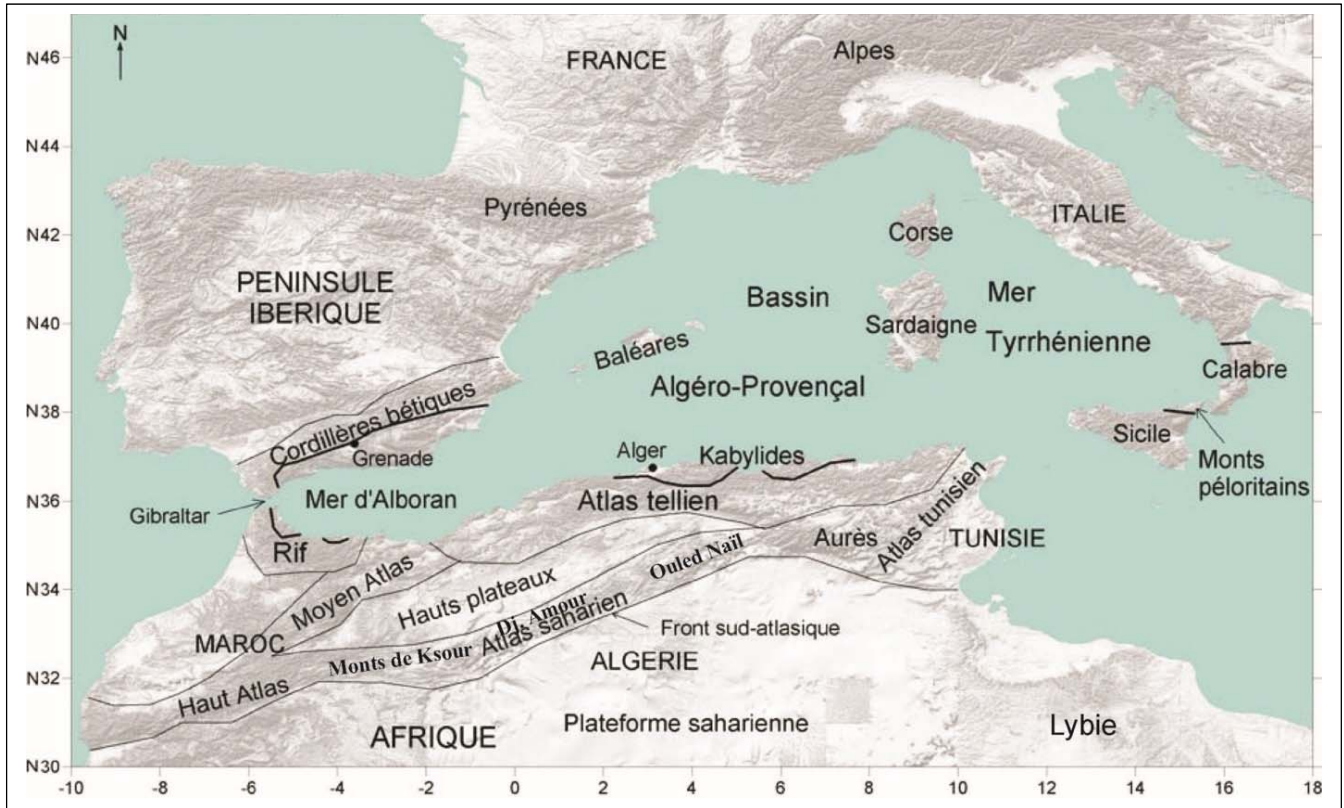 N
N46
N44
N42
N40
N38
N36
N34
N32
N30
FRANCE
Alpes
Pyrénées
ITALIE
Corse
PENINSULE
IBERIQUE
Bassin
Mer
Sardaigne
Tyrrhénienne
Baléares
Algéro-Provençal
Calabre
Cordillères bétiques
Grenade
Alger
Kabylides
Sicile
Monts
péloritains
Gibraltar
Mer d'Alboran
Atlas tellien
Rif
Aurès
Atlas tunisien
TUNISIE
Moyen Atlas
Hauts plateaux
Ouled Naïl
Dj. Amour
MAROC
Monts de Ksour
Atlas saharien
Front sud-atlasique
ALGERIE
Haut Atlas
AFRIQUE
Plateforme saharienne
Lybie
-10 -8 -6 -4 -2 0 2 4 6 8 10 12 14 16 18